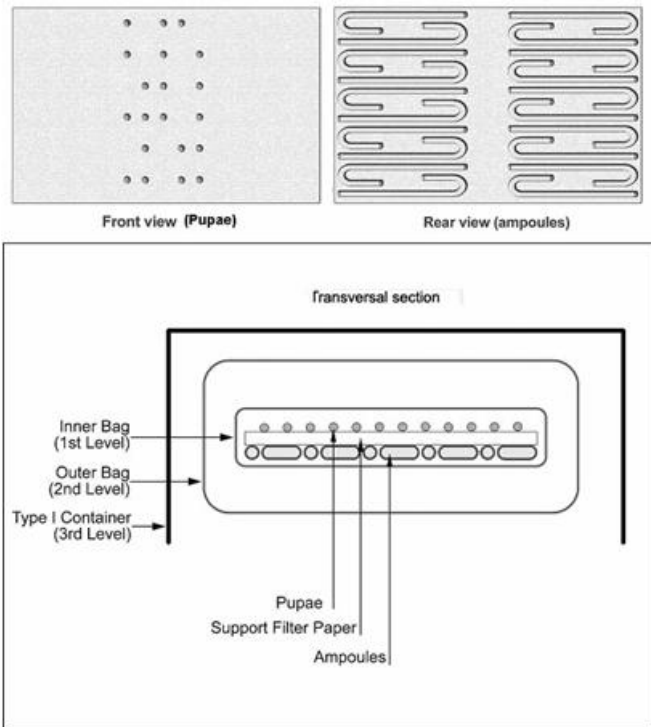 Front view (Pupae)
Rear view (ampoules)
Transversal section
Inner Bag
(1st Level)
Outer Bag
(2nd Level)
Type I Container
(3rd Level)
Pupae
Support Filter Paper
Ampoules